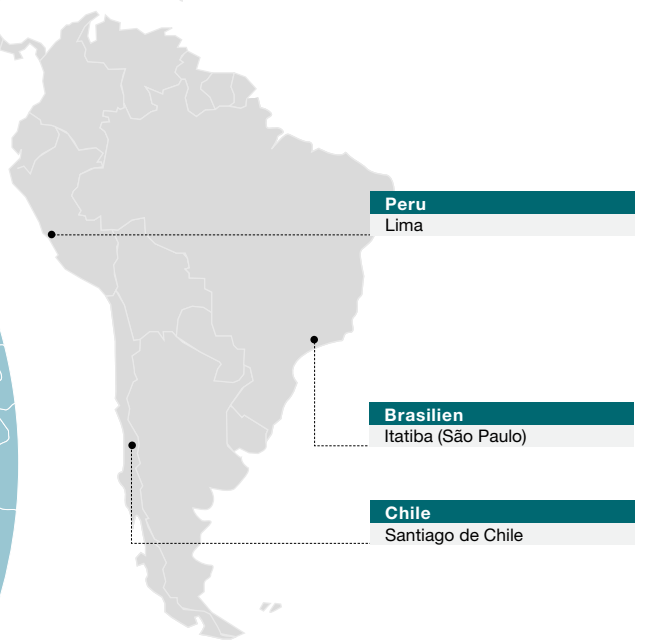 Peru
Lima
Brasilien
Itatiba (São Paulo)
Chile
Santiago de Chile